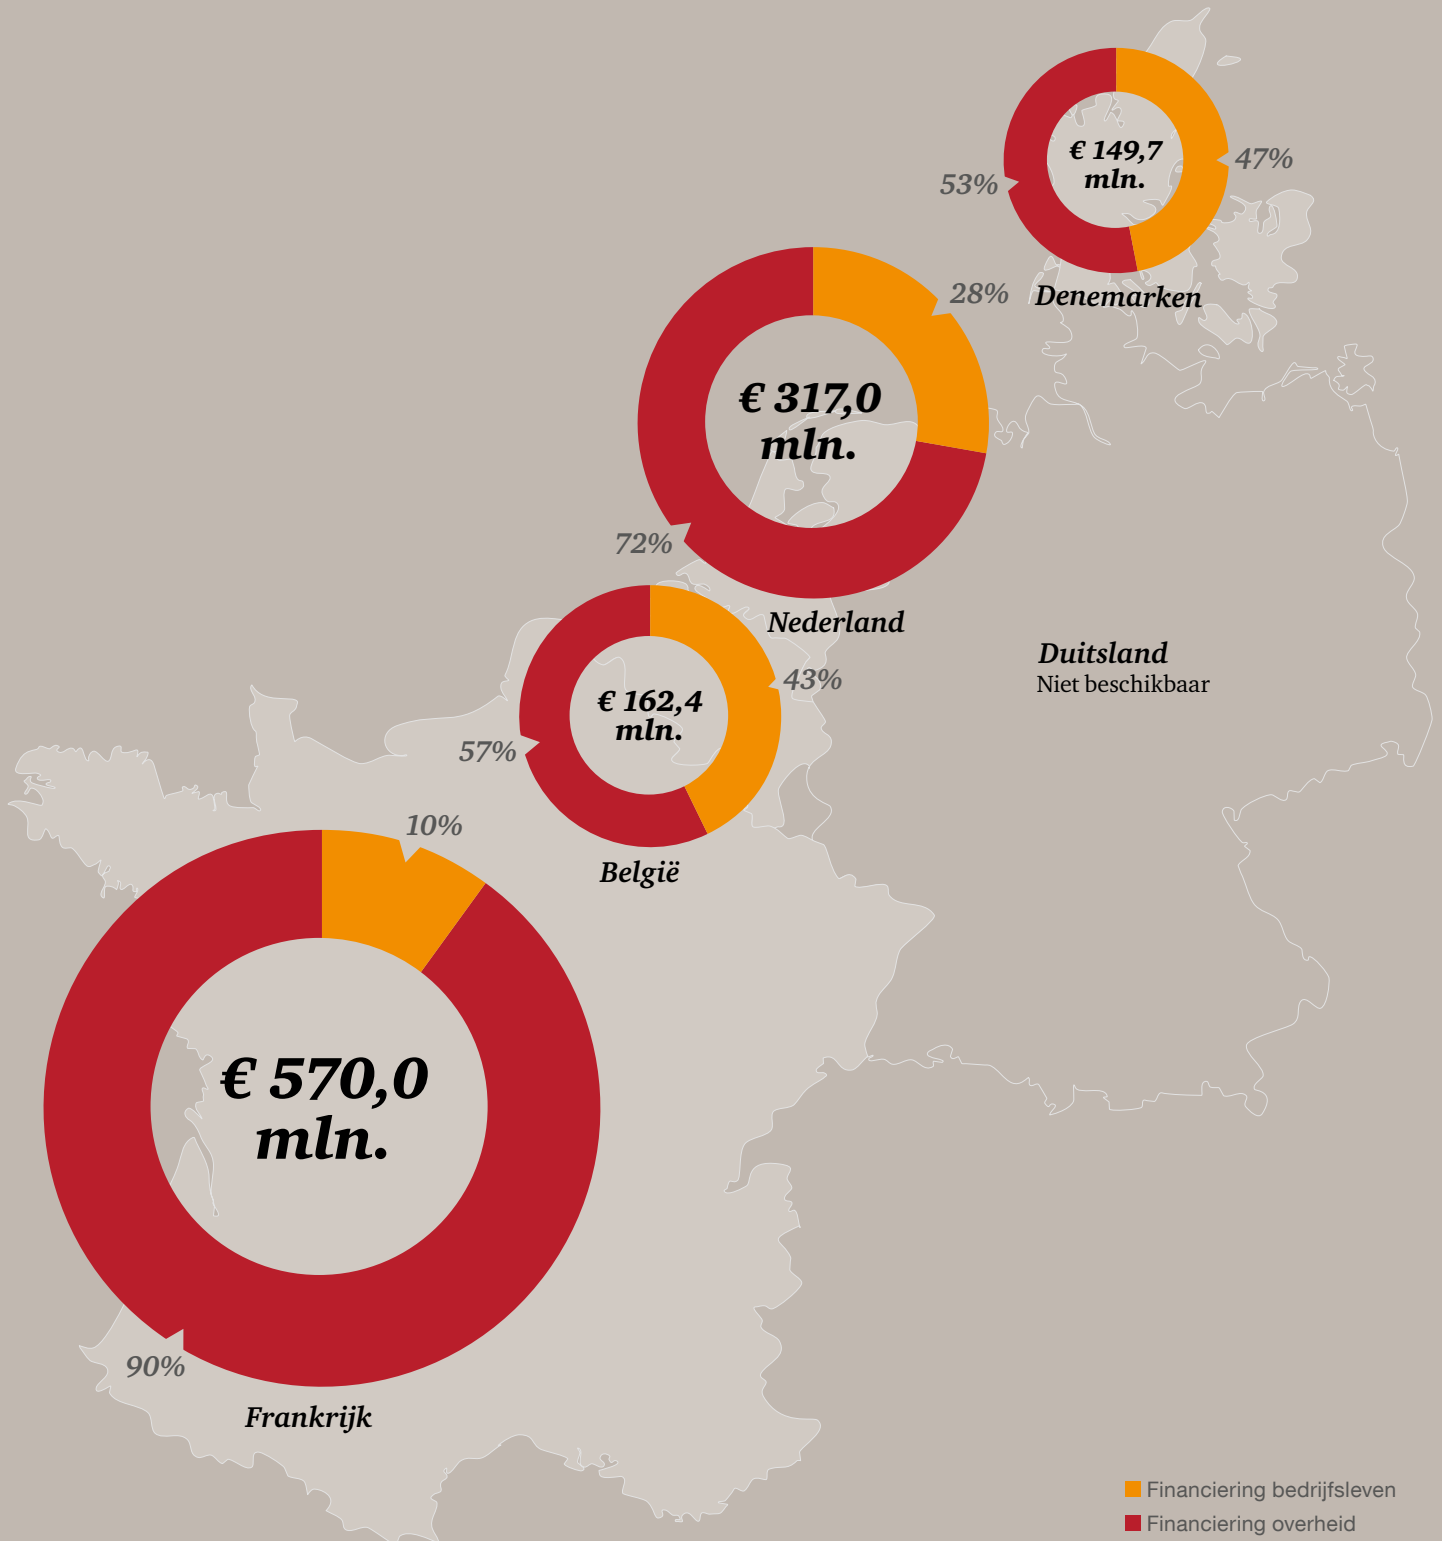 € 149,7
mln.
47%
53%
Denemarken
28%
€ 317,0
mln.
72%
Nederland
Duitsland
Niet beschikbaar
43%
€ 162,4
mln.
57%
België
10%
€ 570,0
mln.
90%
Frankrijk
Financiering bedrijfsleven
Financiering overheid